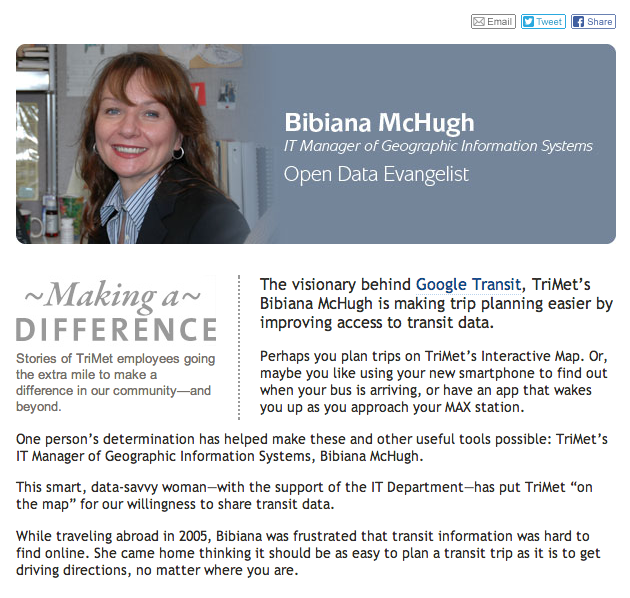 Email Tweet Share
Bibiana McHugh
IT Manager of Geographic Information Systems
Open Data Evangelist
~Making a~
DIFFERENCE
Stories of TriMet employees going
the extra mile to make a
difference in our community—and
beyond.
The visionary behind Google Transit, TriMet's
Bibiana McHugh is making trip planning easier by
improving access to transit data.
Perhaps you plan trips on TriMet's Interactive Map. Or,
maybe you like using your new smartphone to find out
when your bus is arriving, or have an app that wakes
you up as you approach your MAX station.
One person's determination has helped make these and other useful tools possible: TriMet's
IT Manager of Geographic Information Systems, Bibiana McHugh.
This smart, data-savvy woman—with the support of the IT Department—has put TriMet “on
the map” for our willingness to share transit data.
While traveling abroad in 2005, Bibiana was frustrated that transit information was hard to
find online. She came home thinking it should be as easy to plan a transit trip as it is to get
driving directions, no matter where you are.